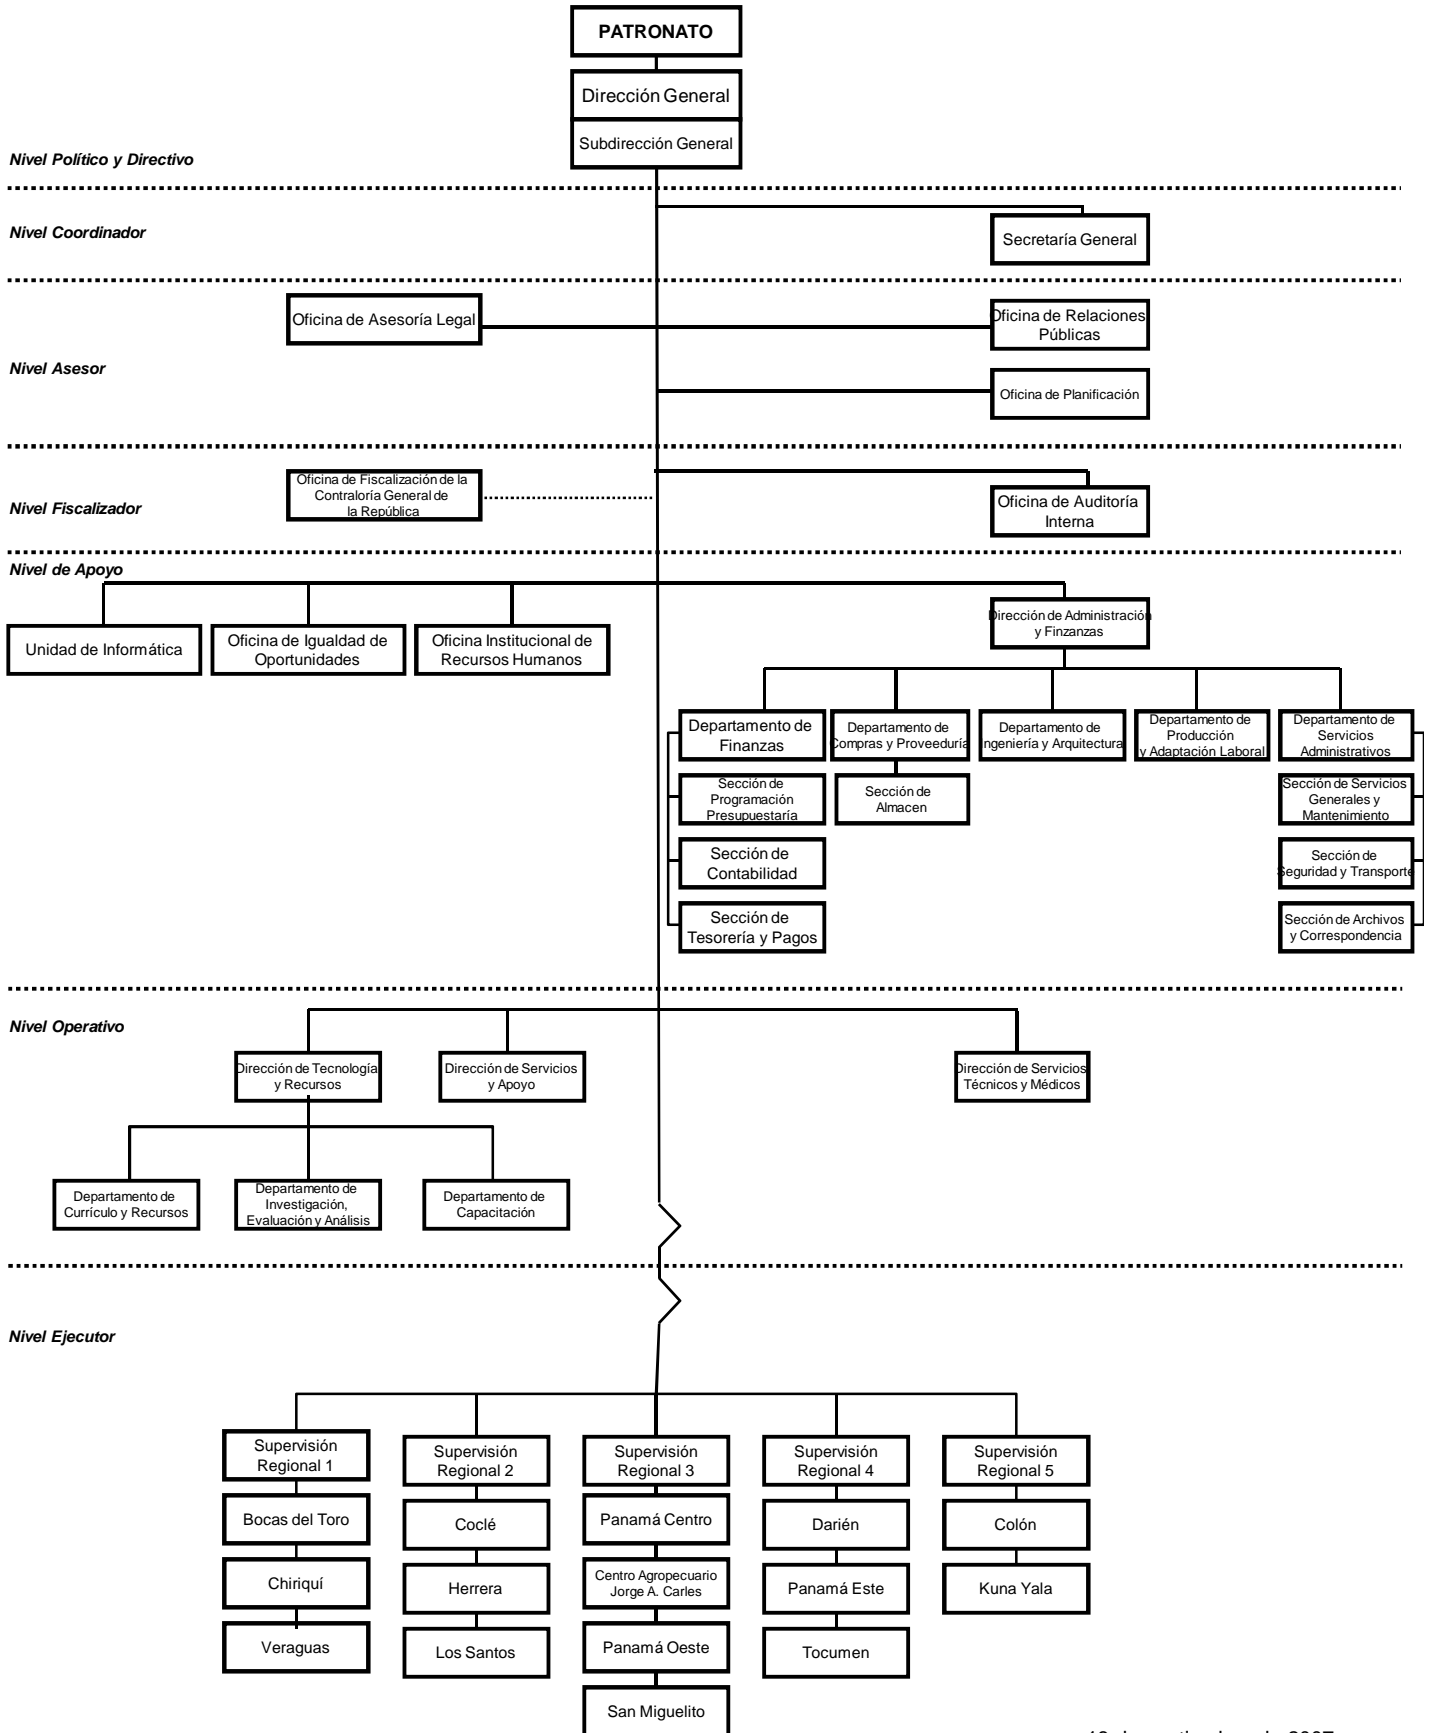 PATRONATO
Dirección General
Subdirección General
Nivel Político y Directivo
Nivel Coordinador
Secretaría General
Oficina de Asesoría Legal
Oficina de Relaciones
Públicas
Nivel Asesor
Oficina de Planificación
Oficina de Fiscalización de la
Contraloría General de
la República
Nivel Fiscalizador
Oficina de Auditoría
Interna
Nivel de Apoyo
Unidad de Informática
Oficina de Igualdad de
Oportunidades
Oficina Institucional de
Recursos Humanos
Dirección de Administración
y Finzanzas
Departamento de
Finanzas
Departamento de
Compras y Proveeduría
Departamento de
Ingeniería y Arquitectura
Departamento de
Producción
y Adaptación Laboral
Departamento de
Servicios
Administrativos
Sección de
Programación
Presupuestaría
Sección de
Almacen
Sección de Servicios
Generales y
Mantenimiento
Sección de
Contabilidad
Sección de
Seguridad y Transporte
Sección de
Tesorería y Pagos
Sección de Archivos
y Correspondencia
Nivel Operativo
Dirección de Tecnología
y Recursos
Dirección de Servicios
y Apoyo
Dirección de Servicios
Técnicos y Médicos
Departamento de
Currículo y Recursos
Departamento de
Investigación,
Evaluación y Análisis
Departamento de
Capacitación
Nivel Ejecutor
Supervisión
Regional 1
Supervisión
Regional 2
Supervisión
Regional 3
Supervisión
Regional 4
Supervisión
Regional 5
Bocas del Toro
Coclé
Panamá Centro
Darién
Colón
Chiriquí
Herrera
Centro Agropecuario
Jorge A. Carles
Panamá Este
Kuna Yala
Veraguas
Los Santos
Panamá Oeste
Tocumen
San Miguelito